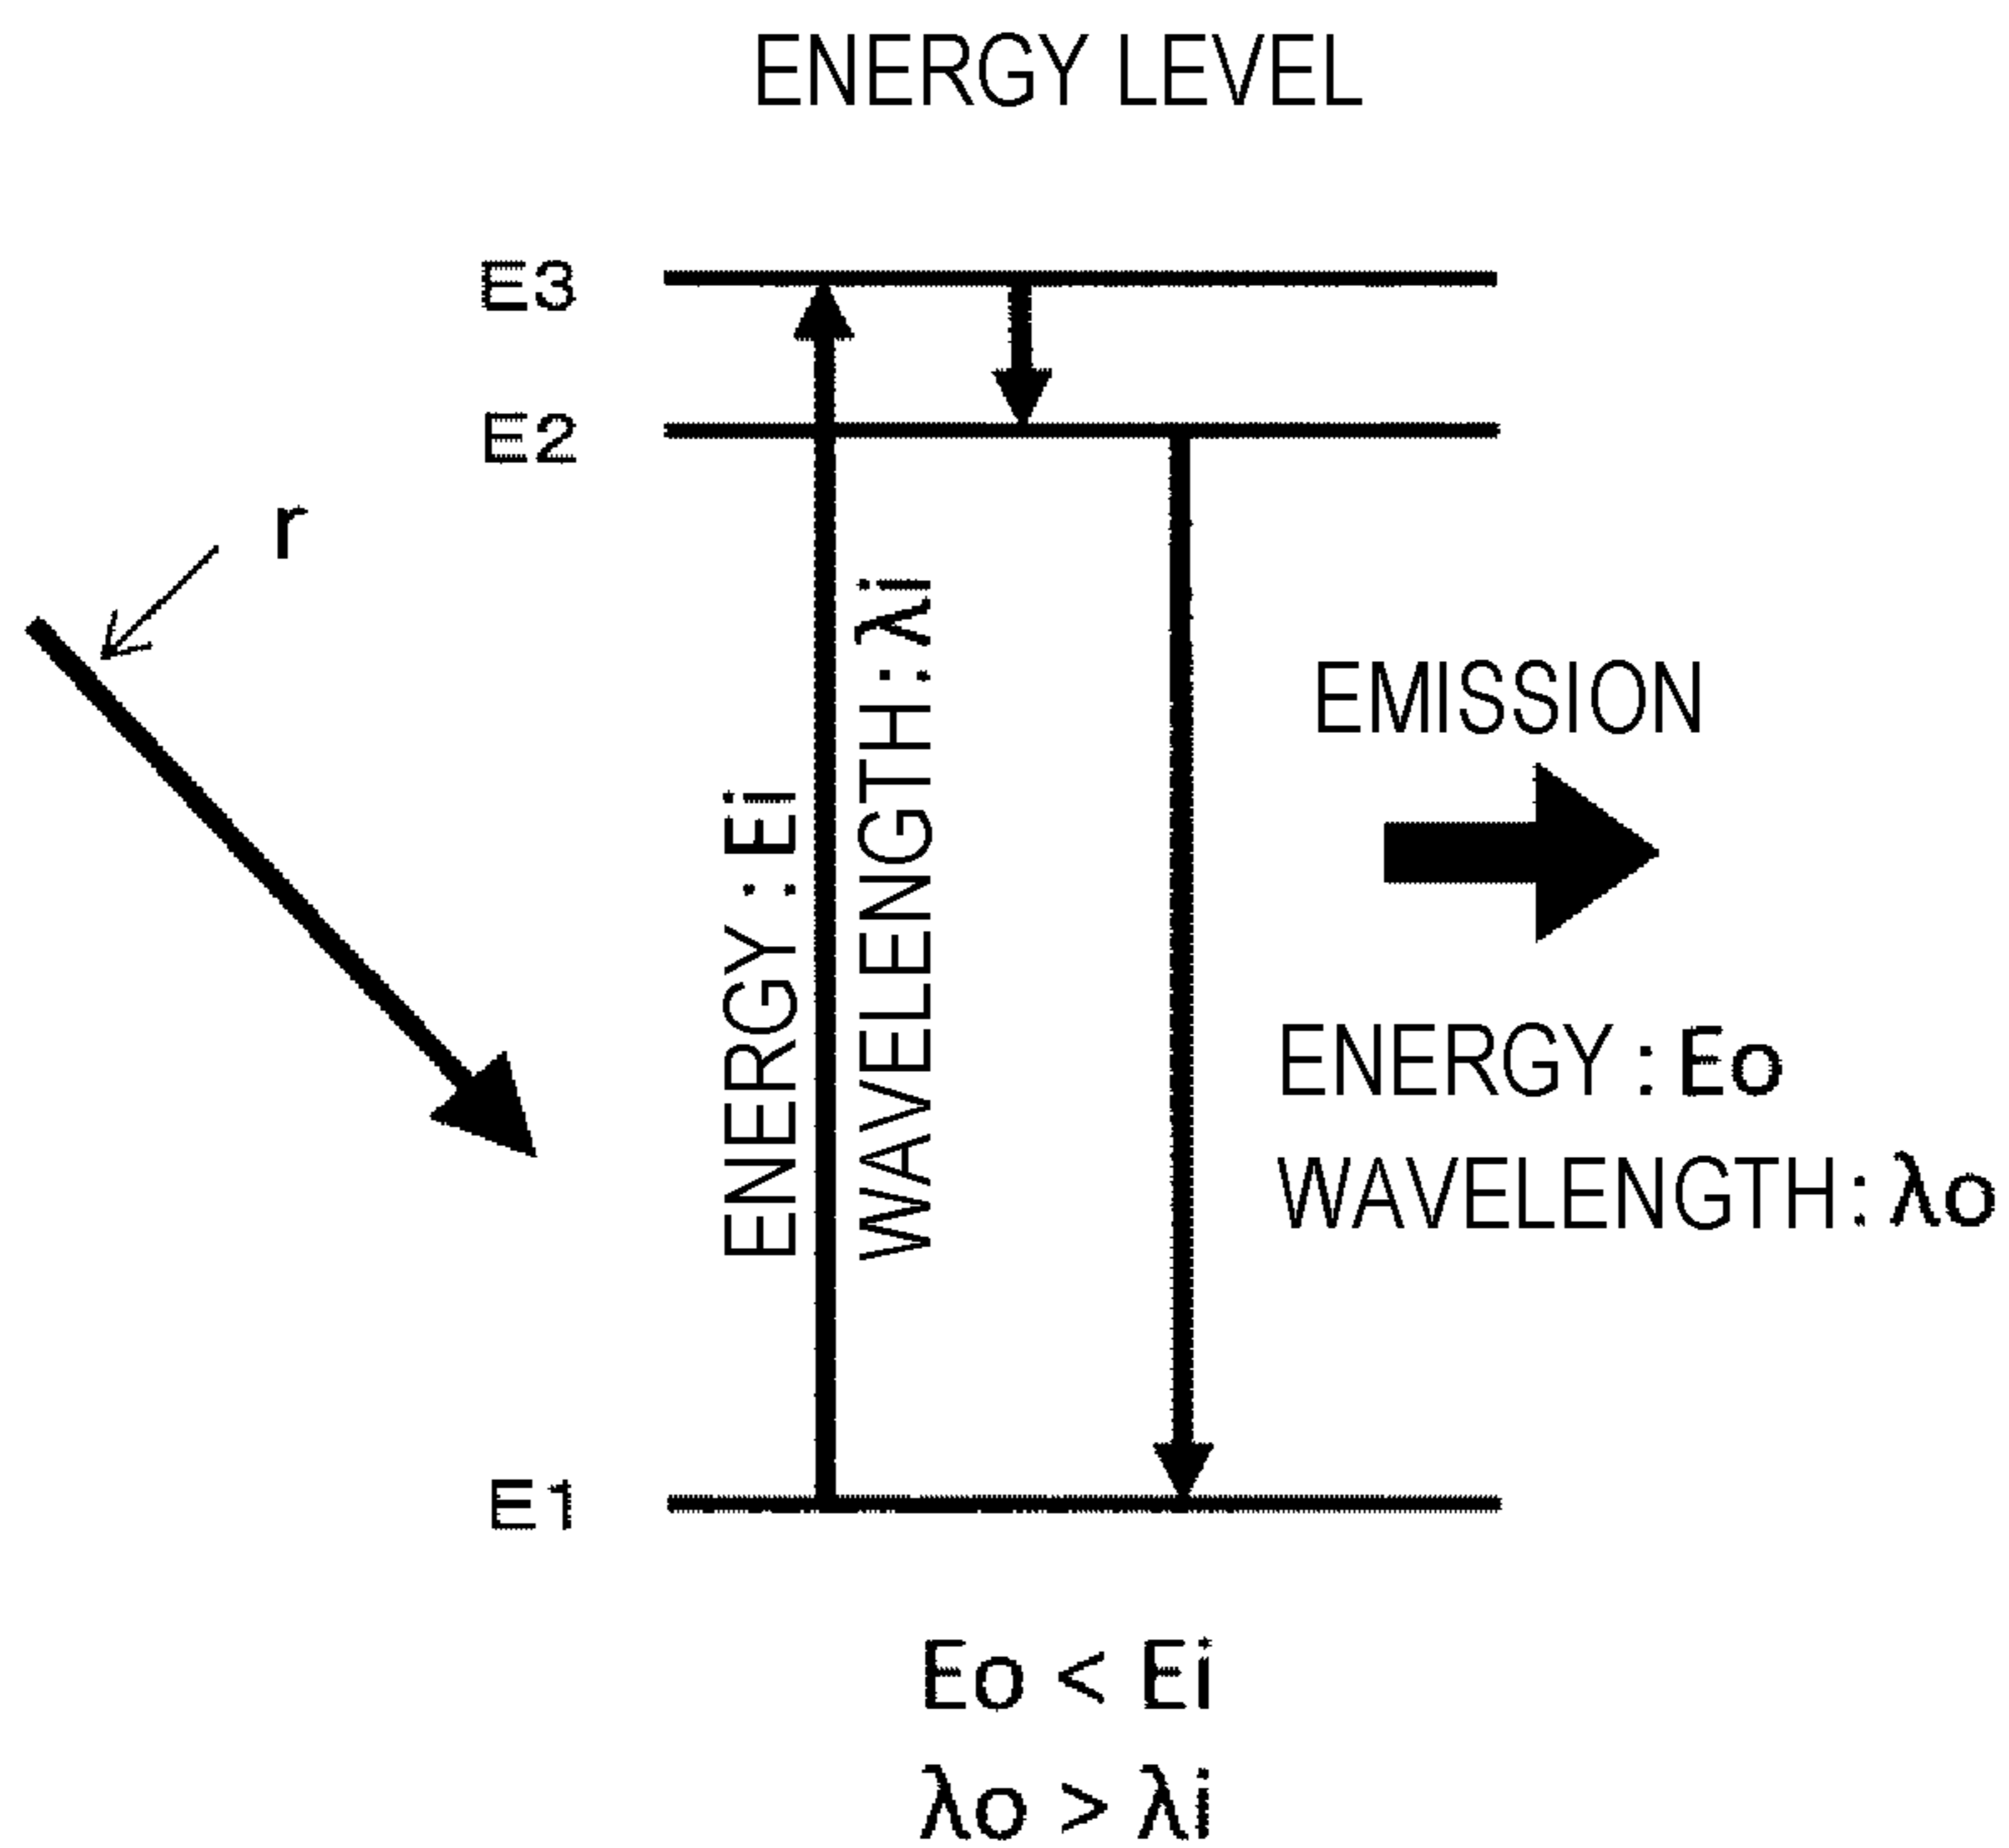 ENERGY LEVEL
E3
E2
r
ENERGY : Ei
WAVELENGTH: λi
EMISSION
ENERGY : Eo
WAVELENGTH: λo
E1
Eo < Ei
λo > λi